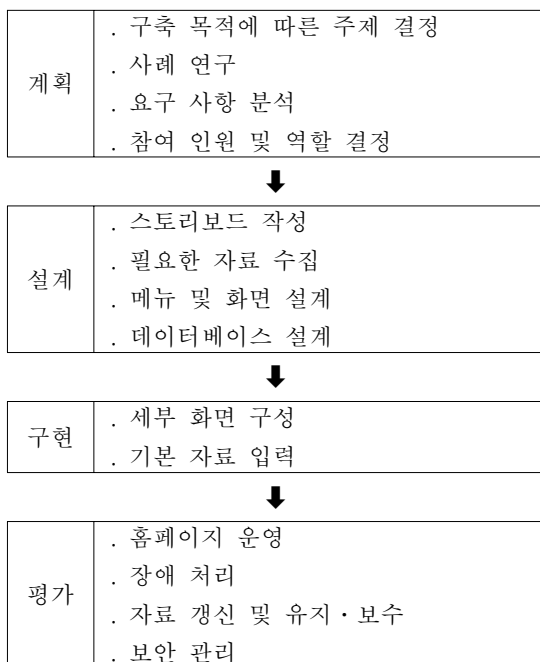 계획
. 구축 목적에 따른 주제 결정
. 사례 연구
. 요구 사항 분석
. 참여 인원 및 역할 결정
설계
. 스토리보드 작성
. 필요한 자료 수집
. 메뉴 및 화면 설계
. 데이터베이스 설계
구현
. 세부 화면 구성
. 기본 자료 입력
평가
. 홈페이지 운영
. 장애 처리
. 자료 갱신 및 유지·보수
. 보안 관리